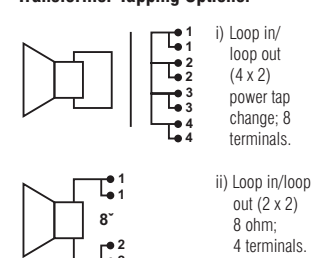 Transformer Tapping Options:
1
1
2
2
3
3
4
4
i) Loop in/
loop out
(4 x 2)
power tap
change; 8
terminals.
1
1
8˘
2
ii) Loop in/loop
out (2 x 2)
8 ohm;
4 terminals.